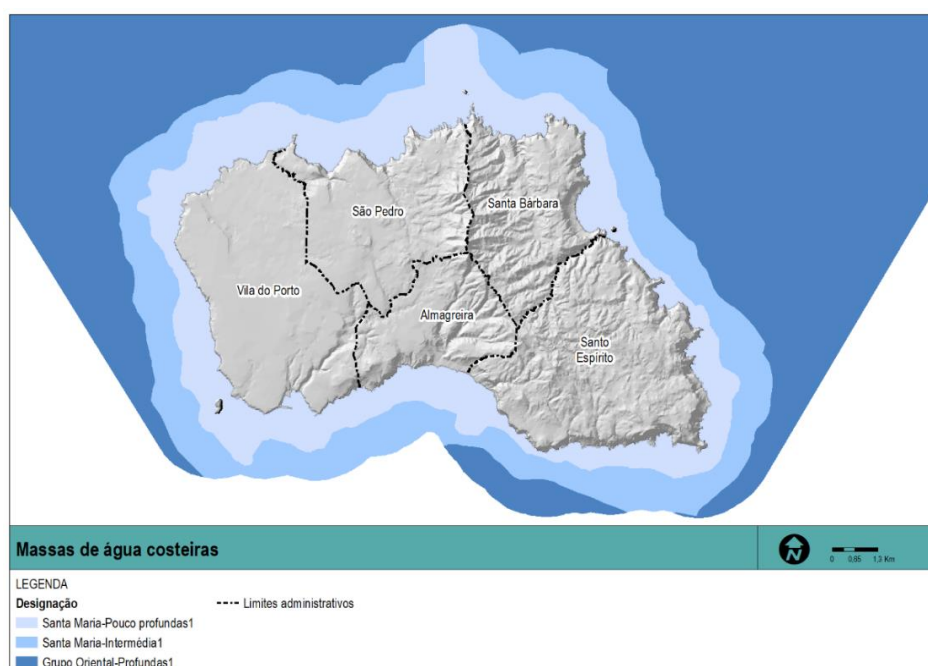 São Pedro
Santa Bárbara
Vila do Porto
Almagreira
Santo
Espírito
Massas de água costeiras
N
0 0,65 1,3 Km
LEGENDA
Designação
Limites administrativos
Santa Maria-Pouco profundas1
Santa Maria-Intermédia1
Grupo Oriental-Profundas1